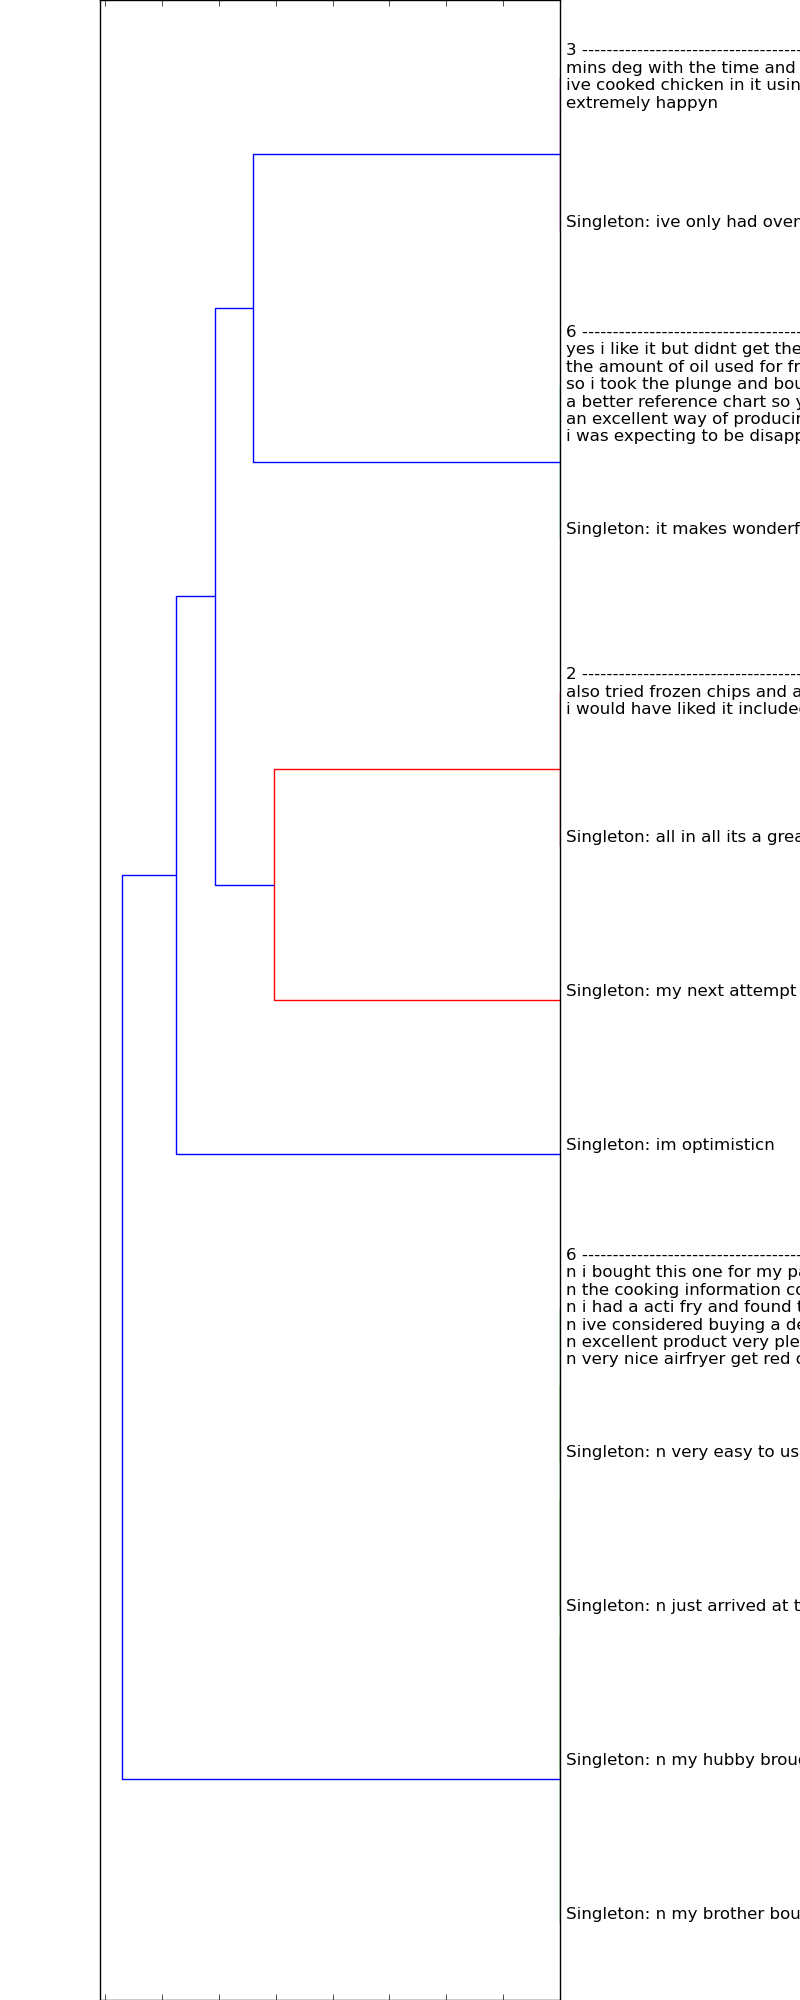 3 ------------------------------------
mins deg with the time and
ive cooked chicken in it usin
extremely happyn
Singleton: ive only had over
6 ------------------------------------
yes i like it but didnt get the
the amount of oil used for fr
so i took the plunge and bou
a better reference chart so y
an excellent way of producin
i was expecting to be disapp
Singleton: it makes wonderf
2 ------------------------------------
also tried frozen chips and a
i would have liked it include
Singleton: all in all its a grea
Singleton: my next attempt
Singleton: im optimisticn
6 ------------------------------------
n i bought this one for my pa
n the cooking information co
n i had a acti fry and found t
n ive considered buying a de
n excellent product very ple
n very nice airfryer get red o
Singleton: n very easy to us
Singleton: n just arrived at t
Singleton: n my hubby broug
Singleton: n my brother bou